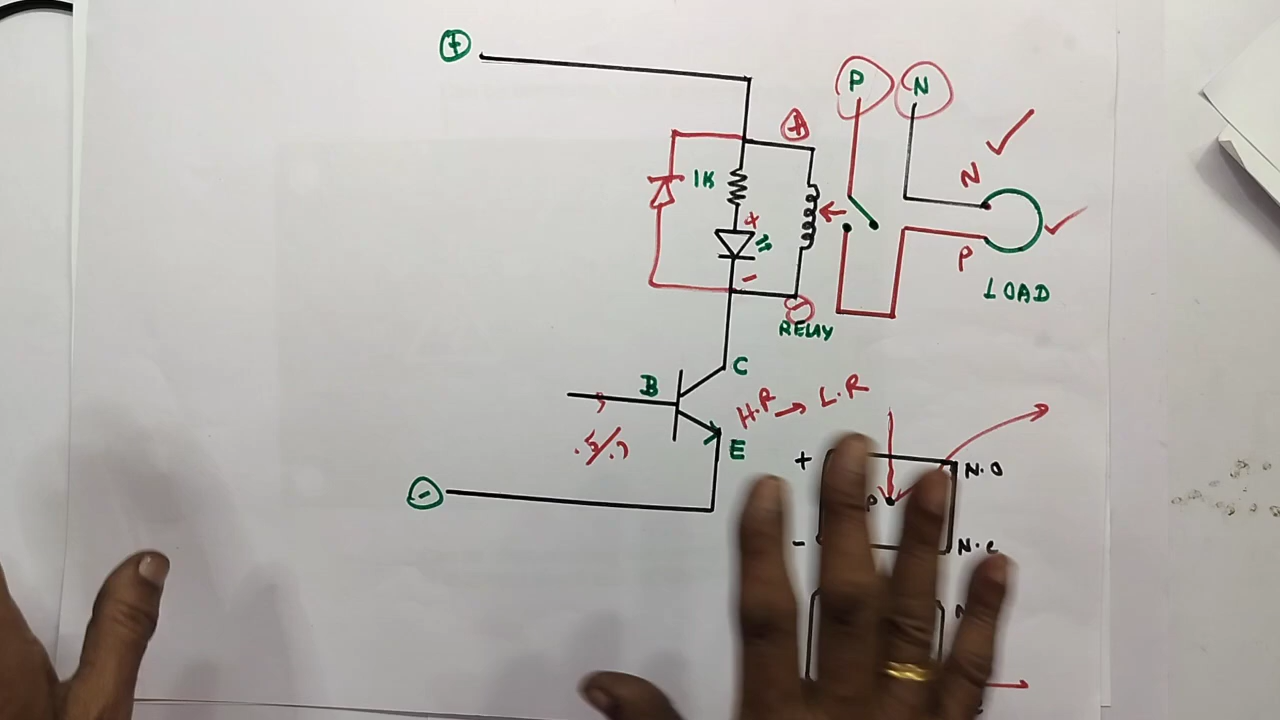 +
P N
+
1K
N
+
P
-
LOAD
-
RELAY
C
B
H.R → L.R
E
+
N.O
-
P
-
N.C